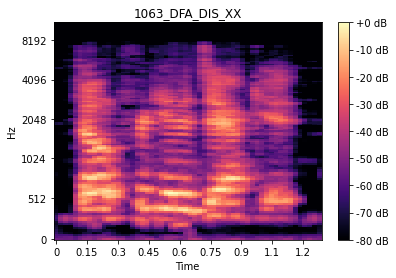 1063_DFA_DIS_XX
8192
4096
2048
1024
512
0
Hz
0 0.15 0.3 0.45 0.6 0.75 0.9 1.1 1.2
Time
+0 dB
-10 dB
-20 dB
-30 dB
-40 dB
-50 dB
-60 dB
-70 dB
-80 dB